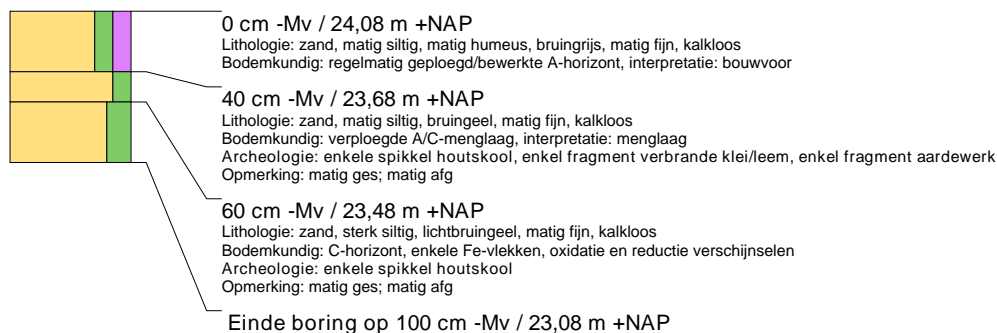 0 cm -Mv / 24,08 m +NAP
Lithologie: zand, matig siltig, matig humeus, bruingrijs, matig fijn, kalkloos
Bodemkundig: regelmatig geploegd/bewerkte A-horizont, interpretatie: bouwvoor
40 cm -Mv / 23,68 m +NAP
Lithologie: zand, matig siltig, bruingeel, matig fijn, kalkloos
Bodemkundig: verploegde A/C-menglaag, interpretatie: menglaag
Archeologie: enkele spikkel houtskool, enkel fragment verbrande klei/leem, enkel fragment aardewerk
Opmerking: matig ges; matig afg
60 cm -Mv / 23,48 m +NAP
Lithologie: zand, sterk siltig, lichtbruingeel, matig fijn, kalkloos
Bodemkundig: C-horizont, enkele Fe-vlekken, oxidatie en reductie verschijnselen
Archeologie: enkele spikkel houtskool
Opmerking: matig ges; matig afg
Einde boring op 100 cm -Mv / 23,08 m +NAP